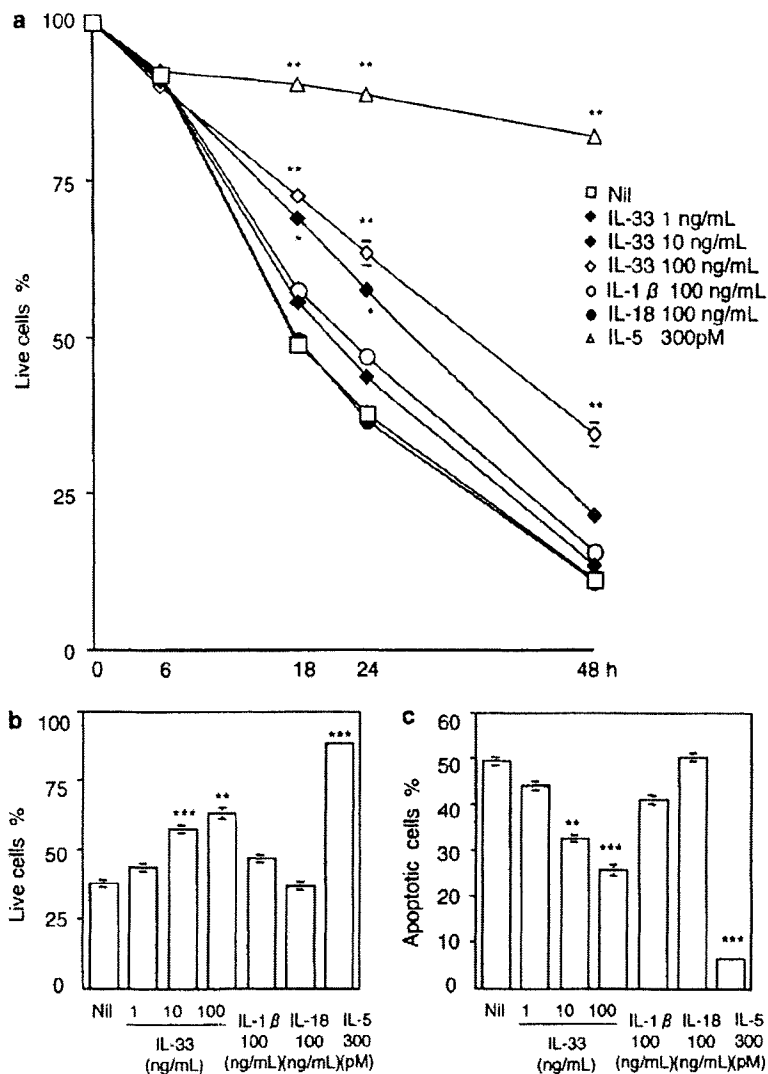 a
100
75
50
25
0
Live cells %
** ** **
** ** **
* *
Nil
IL-33 1 ng/mL
IL-33 10 ng/mL
IL-33 100 ng/mL
IL-1 β 100 ng/mL
IL-18 100 ng/mL
IL-5 300pM
0 6 18 24 48 h
b
100
75
50
25
0
Live cells %
*** ** ***
Nil 1 10 100 IL-1 β IL-18 IL-5
100 100 300
IL-33 (ng/mL)(ng/mL)(pM)
(ng/mL)
c
60
50
40
30
20
10
0
Apoptotic cells %
** *** ***
Nil 1 10 100 IL-1 β IL-18 IL-5
100 100 300
IL-33 (ng/mL)(ng/mL)(pM)
(ng/mL)